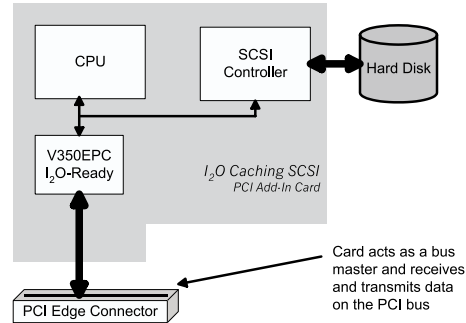 CPU
SCSI
Controller
Hard Disk
V350EPC
I₂O-Ready
I₂O Caching SCSI
PCI Add-In Card
Card acts as a bus
master and receives
and transmits data
on the PCI bus
PCI Edge Connector